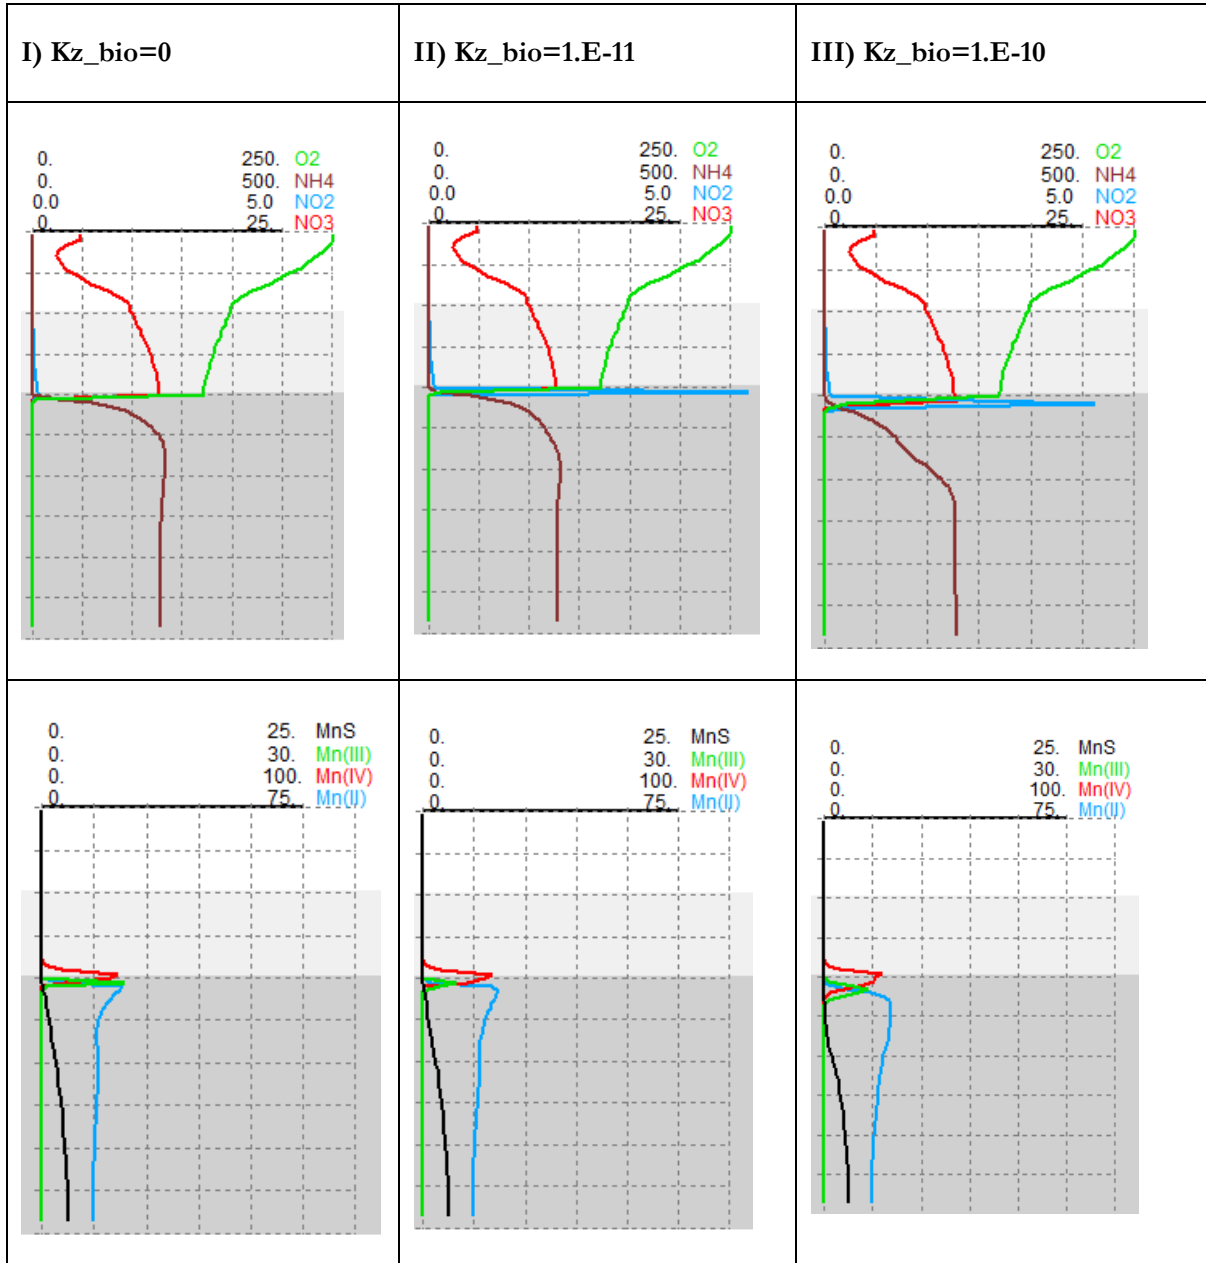 I) Kz_bio=0
II) Kz_bio=1.E-11
III) Kz_bio=1.E-10
0. 250. O2
0. 500. NH4
0.0 5.0 NO2
0. 25. NO3
0. 250. O2
0. 500. NH4
0.0 5.0 NO2
0. 25. NO3
0. 250. O2
0. 500. NH4
0.0 5.0 NO2
0. 25. NO3
0. 25. MnS
0. 30. Mn(III)
0. 100. Mn(IV)
0. 75. Mn(II)
0. 25. MnS
0. 30. Mn(III)
0. 100. Mn(IV)
0. 75. Mn(II)
0. 25. MnS
0. 30. Mn(III)
0. 100. Mn(IV)
0. 75. Mn(II)